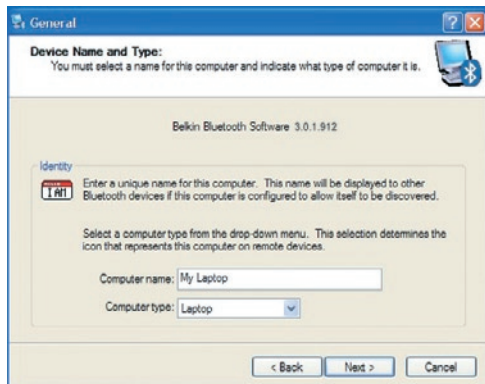 General
Device Name and Type:
You must select a name for this computer and indicate what type of computer it is.
Belkin Bluetooth Software 3.0.1.912
Identity
I AM
Enter a unique name for this computer. This name will be displayed to other
Bluetooth devices if this computer is configured to allow itself to be discovered.
Select a computer type from the drop-down menu. This selection determines the
icon that represents this computer on remote devices.
Computer name: My Laptop
Computer type: Laptop
< Back Next > Cancel